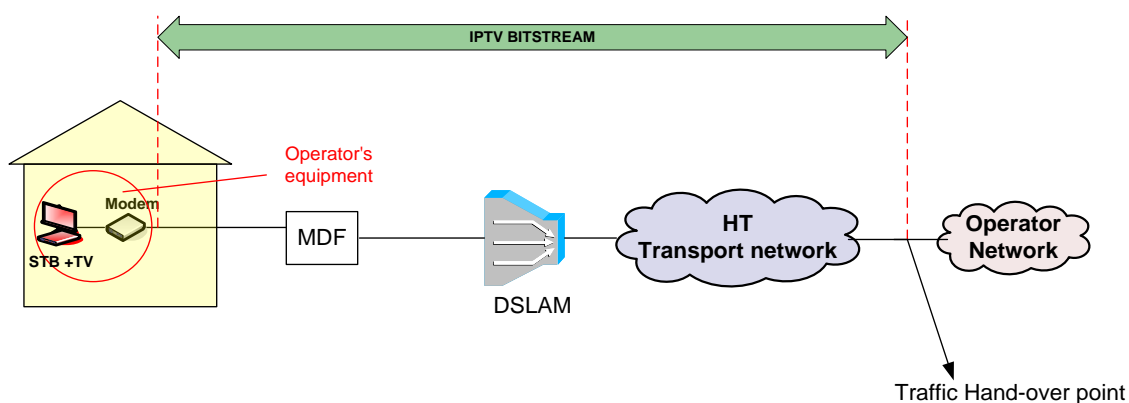 IPTV BITSTREAM
Operator's
equipment
Modem
STB +TV
MDF
DSLAM
HT
Transport network
Operator
Network
Traffic Hand-over point